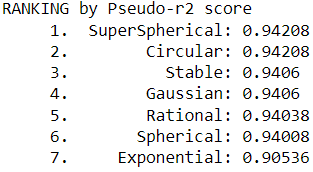 RANKING by Pseudo-r2 score
1. SuperSpherical: 0.94208
2. Circular: 0.94208
3. Stable: 0.9406
4. Gaussian: 0.9406
5. Rational: 0.94038
6. Spherical: 0.94008
7. Exponential: 0.90536